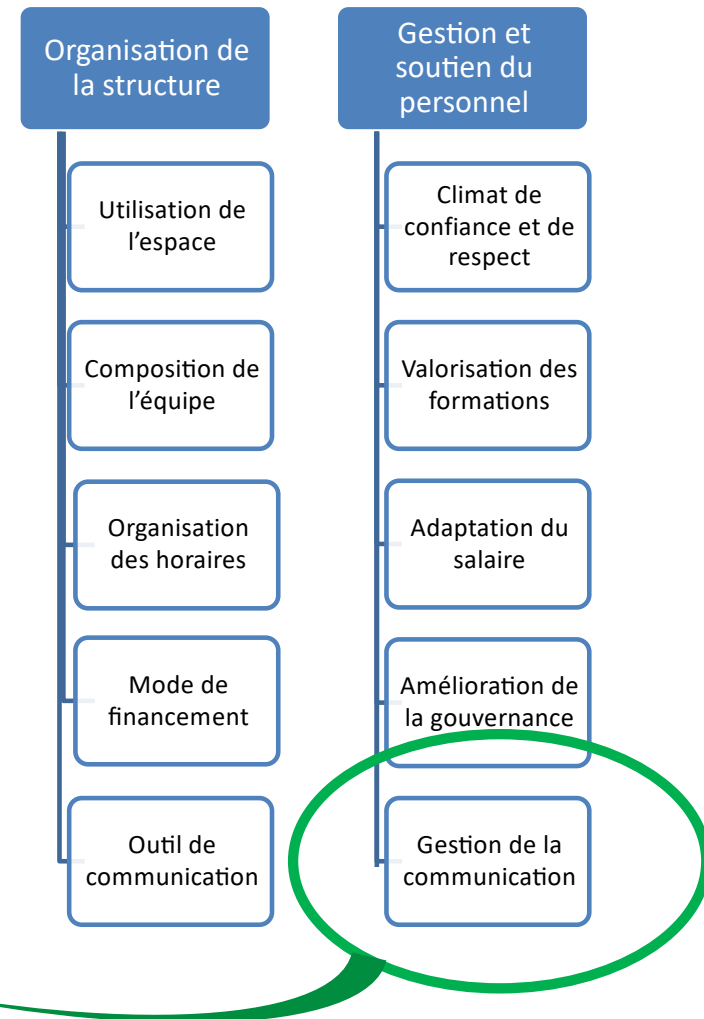 Organisation de
la structure
Utilisation de
l’espace
Composition de
l’équipe
Organisation
des horaires
Mode de
financement
Outil de
communication
Gestion et
soutien du
personnel
Climat de
confiance et de
respect
Valorisation des
formations
Adaptation du
salaire
Amélioration de
la gouvernance
Gestion de la
communication